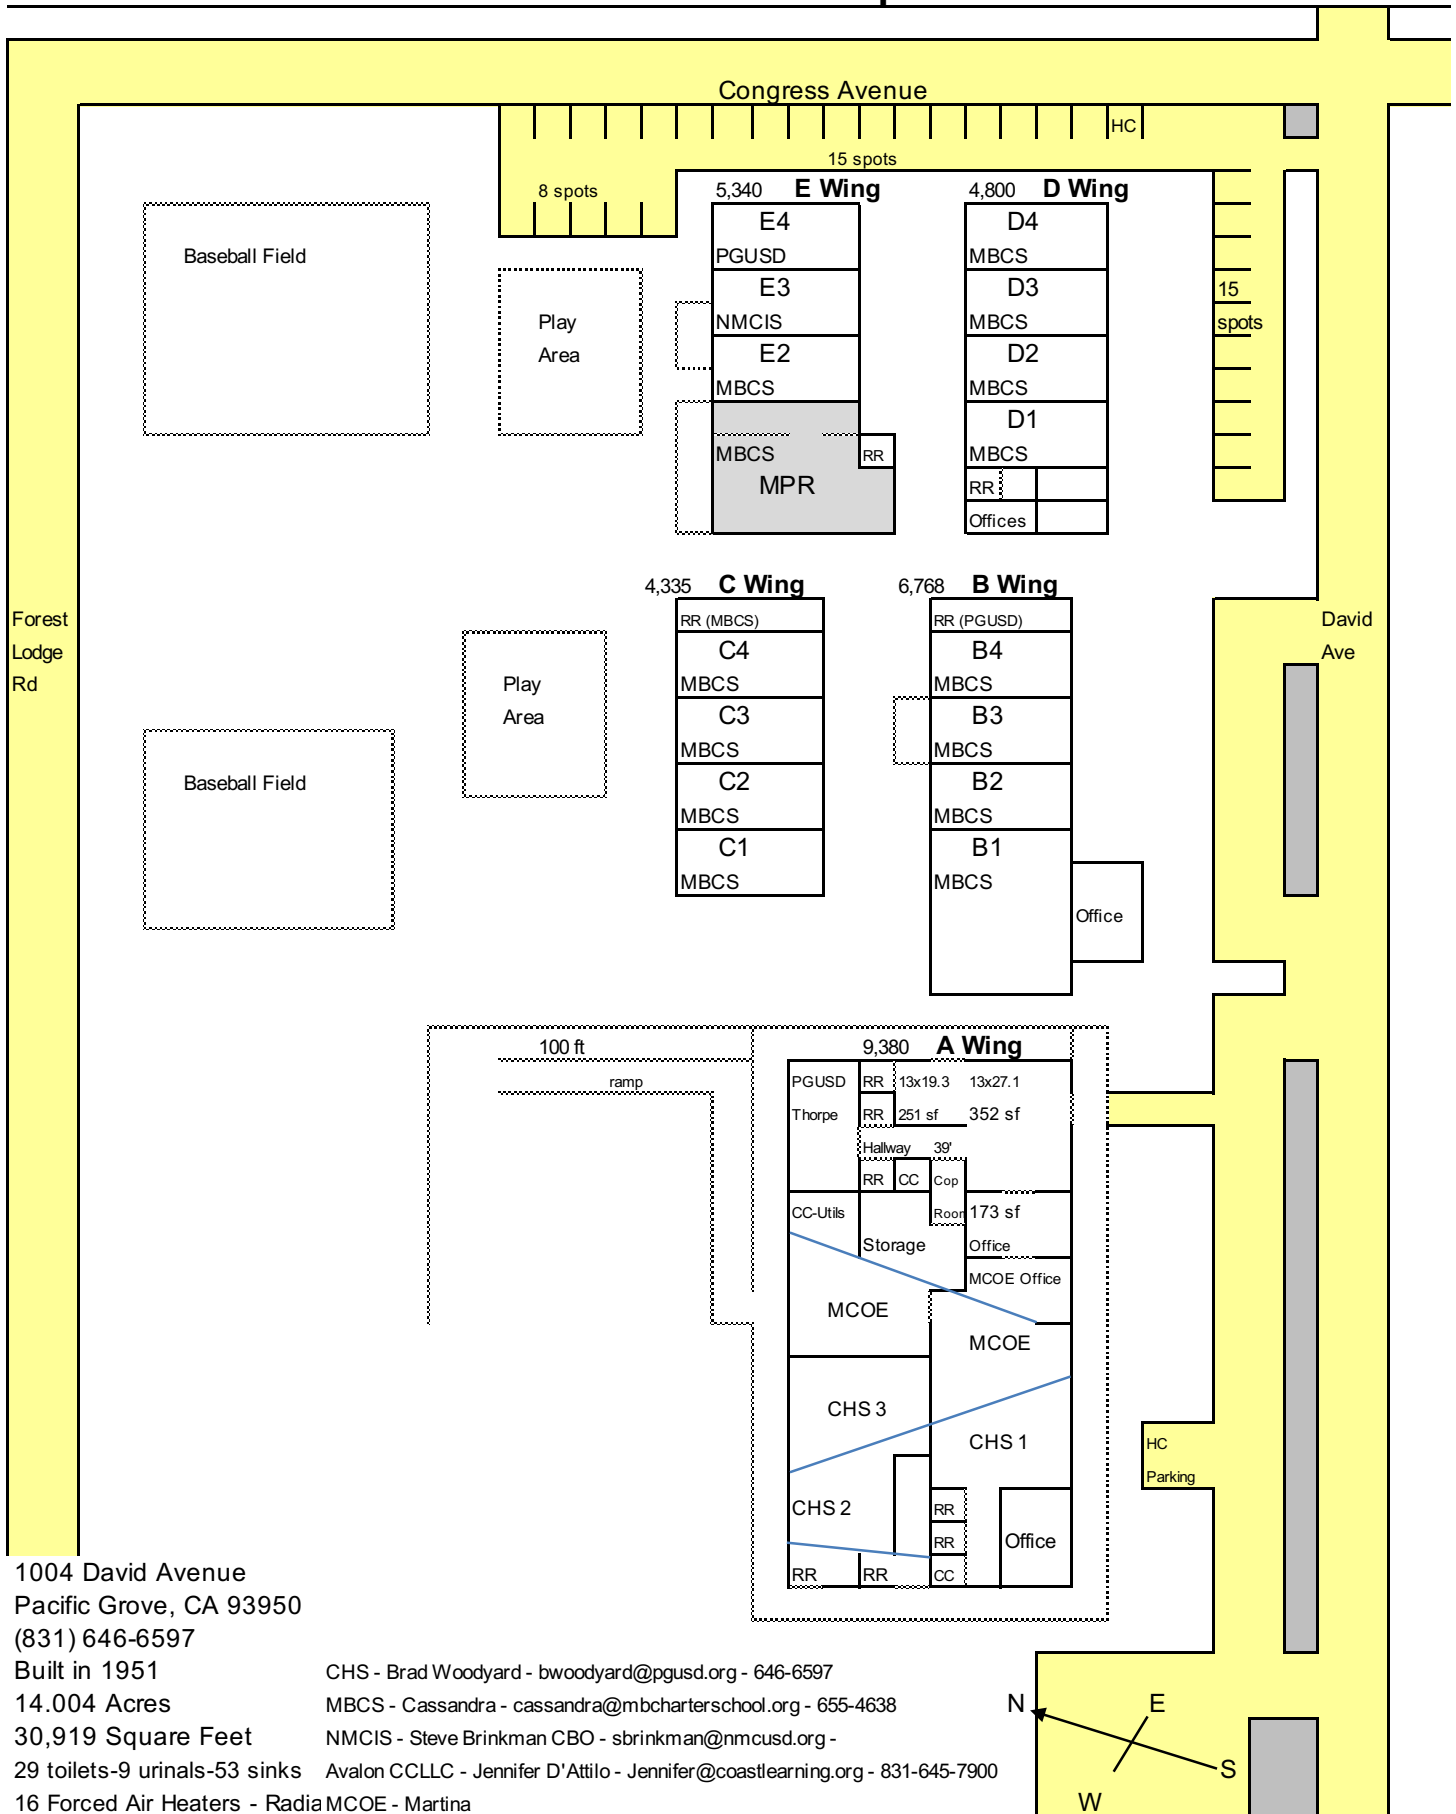 Congress Avenue
HC
15 spots
8 spots
5,340 E Wing
4,800 D Wing
E4
PGUSD
E3
NMCIS
E2
MBCS
MBCS
RR
MPR
D4
MBCS
D3
MBCS
D2
MBCS
D1
MBCS
RR
Offices
15
spots
Baseball Field
Play
Area
4,335 C Wing
6,768 B Wing
RR (MBCS)
C4
MBCS
C3
MBCS
C2
MBCS
C1
MBCS
RR (PGUSD)
B4
MBCS
B3
MBCS
B2
MBCS
B1
MBCS
Office
Forest
Lodge
Rd
David
Ave
Play
Area
Baseball Field
100 ft
ramp
9,380 A Wing
PGUSD RR 13x19.3 13x27.1
Thorpe RR 251 sf 352 sf
Hallway 39'
RR CC Cop
CC-Utils Roor 173 sf
Storage Office
MCOE Office
MCOE
MCOE
CHS 3
CHS 1
CHS 2
RR
RR
Office
RR RR CC
HC
Parking
1004 David Avenue
Pacific Grove, CA 93950
(831) 646-6597
Built in 1951
14.004 Acres
30,919 Square Feet
29 toilets-9 urinals-53 sinks
16 Forced Air Heaters - Radia
CHS - Brad Woodyard - bwoodyard@pgusd.org - 646-6597
MBCS - Cassandra - cassandra@mbcharterschool.org - 655-4638
NMCIS - Steve Brinkman CBO - sbrinkman@nmcusd.org -
Avalon CCLLC - Jennifer D'Attilo - Jennifer@coastlearning.org - 831-645-7900
MCOE - Martina
N
E
S
W